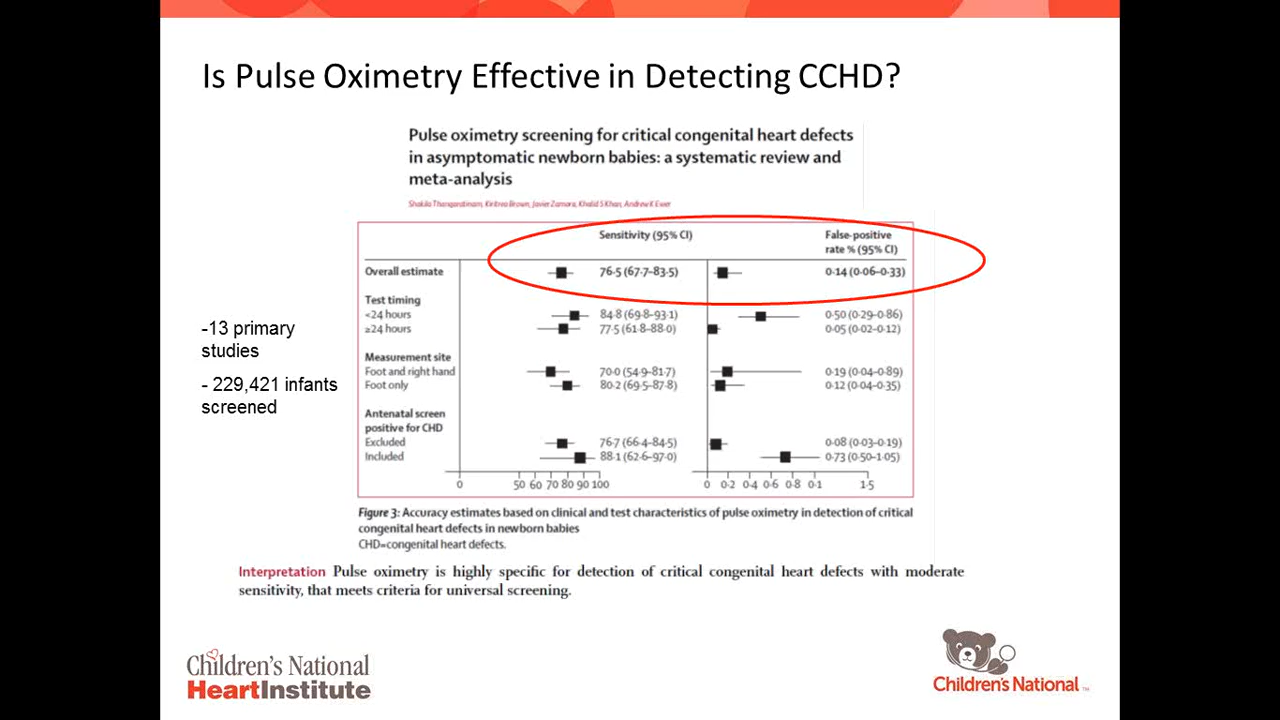 Is Pulse Oximetry Effective in Detecting CCHD?
Pulse oximetry screening for critical congenital heart defects
in asymptomatic newborn babies: a systematic review and
meta-analysis
Shakila Thangaratinam, Kiritrea Brown, Javier Zamora, Khalid S Khan, Andrew K Ewer
Sensitivity (95% CI)
False-positive
rate % (95% CI)
Overall estimate 76·5 (67·7–83·5) 0·14 (0·06–0·33)
Test timing
<24 hours 84·8 (69·8–93·1) 0·50 (0·29–0·86)
≥24 hours 77·5 (61·8–88·0) 0·05 (0·02–0·12)
Measurement site
Foot and right hand 70·0 (54·9–81·7) 0·19 (0·04–0·89)
Foot only 80·2 (69·5–87·8) 0·12 (0·04–0·35)
Antenatal screen
positive for CHD
Excluded 76·7 (66·4–84·5) 0·08 (0·03–0·19)
Included 88·1 (62·6–97·0) 0·73 (0·50–1·05)
0 50 60 70 80 90 100 0 0·2 0·4 0·6 0·8 0·1 1·5
-13 primary
studies
- 229,421 infants
screened
Figure 3: Accuracy estimates based on clinical and test characteristics of pulse oximetry in detection of critical
congenital heart defects in newborn babies
CHD=congenital heart defects.
Interpretation Pulse oximetry is highly specific for detection of critical congenital heart defects with moderate
sensitivity, that meets criteria for universal screening.
Children's National
HeartInstitute
Children's National™